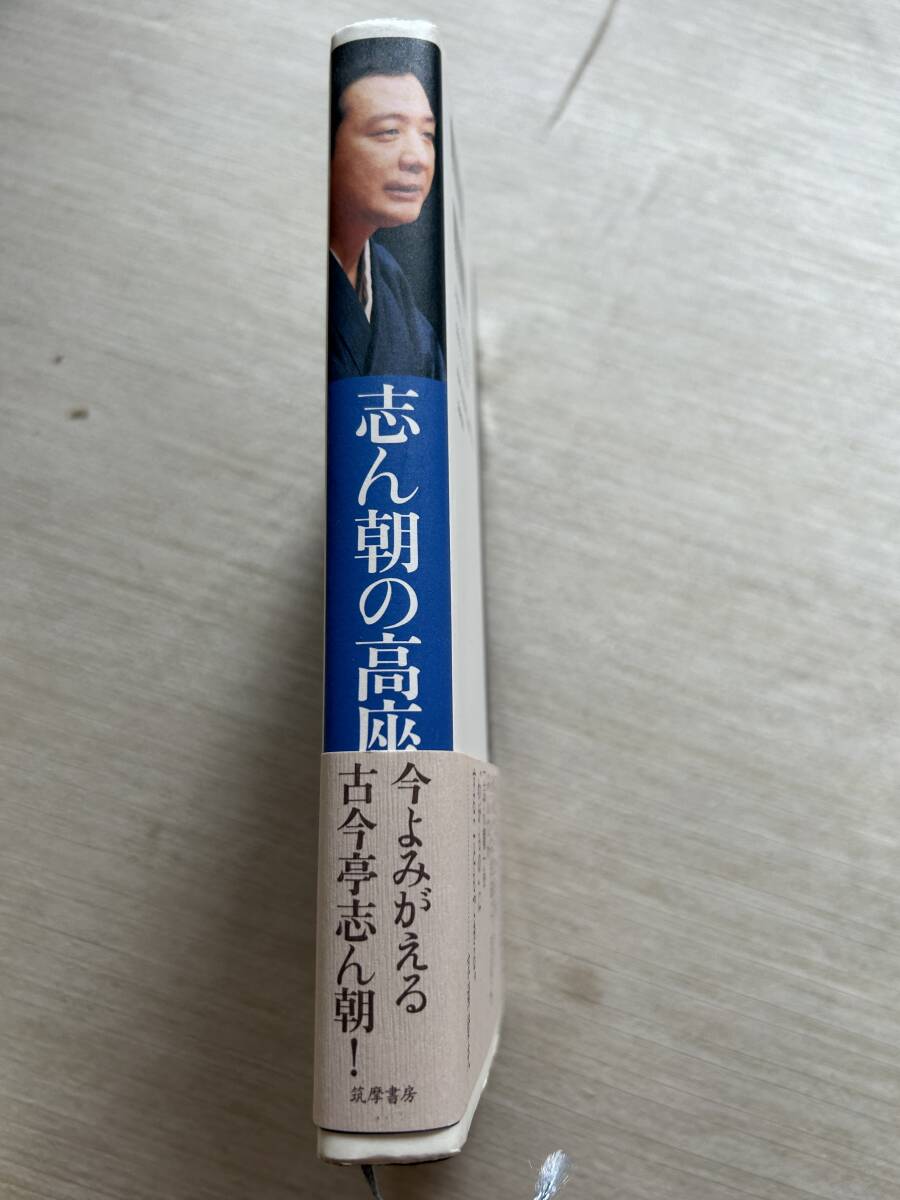 志ん朝の高座
今よみがえる
古今亭志ん朝!
筑摩書房